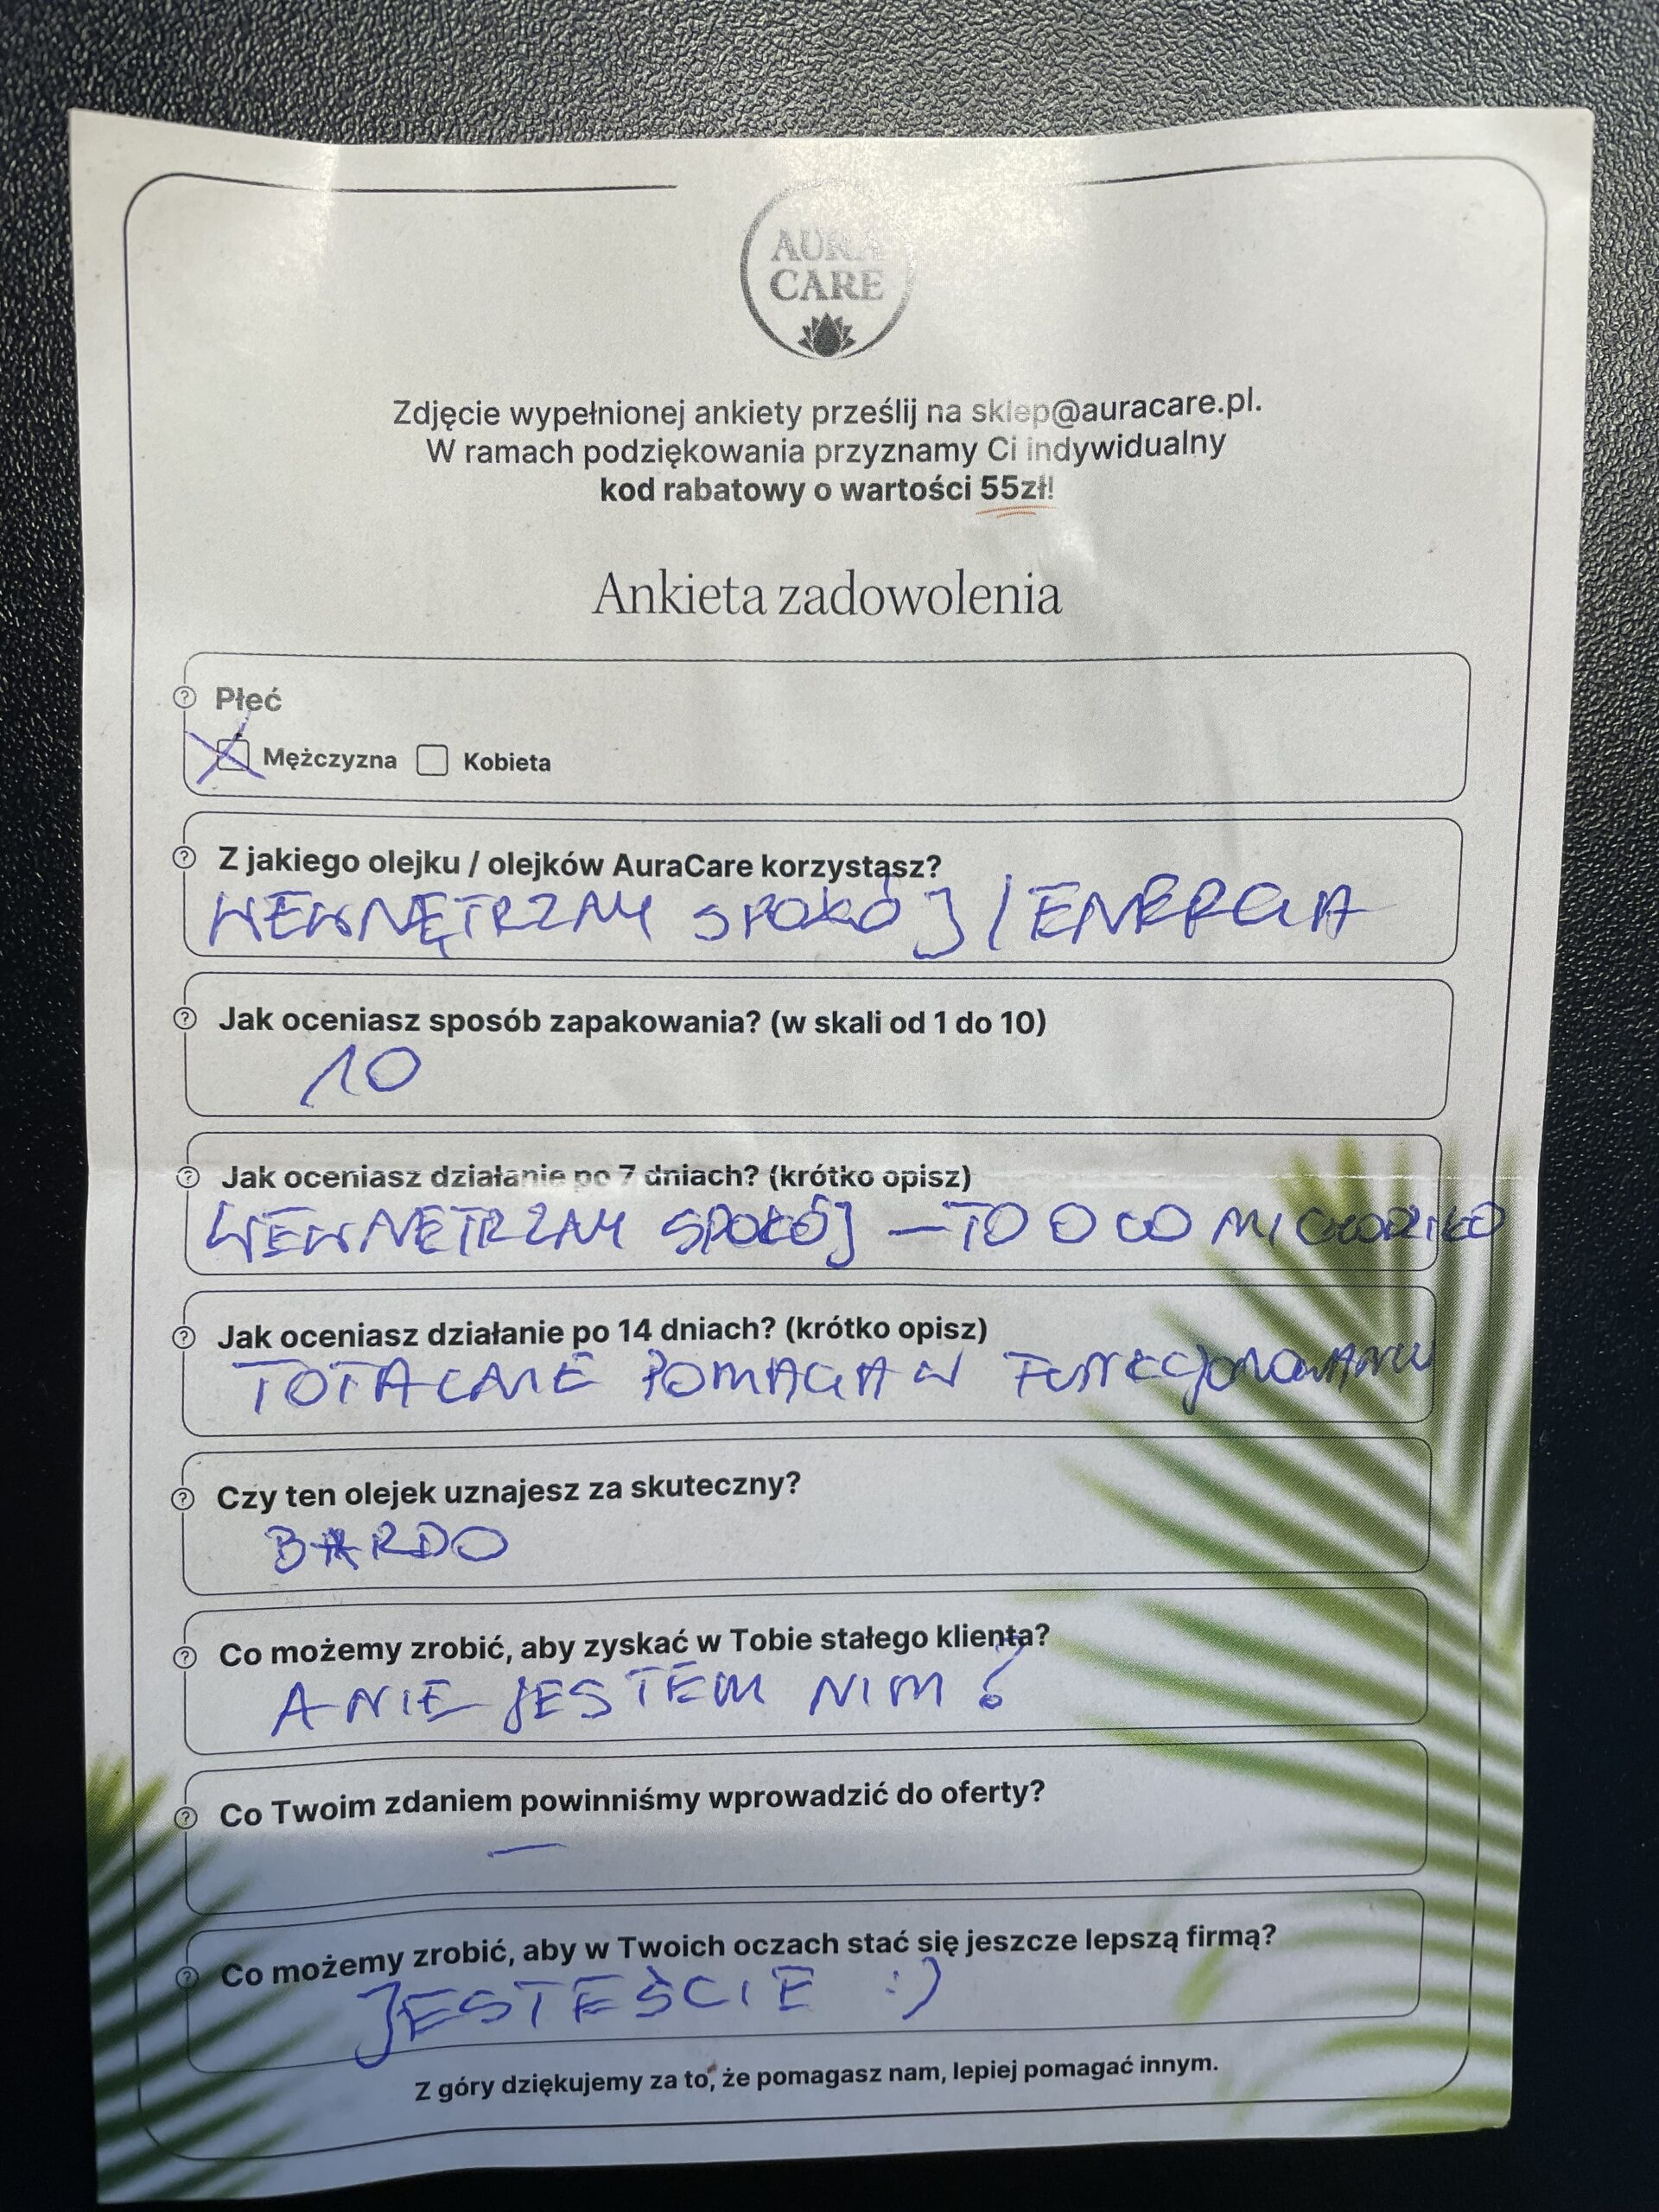 AURA
CARE
Zdjęcie wypełnionej ankiety prześlij na sklep@auracare.pl.
W ramach podziękowania przyznamy Ci indywidualny
kod rabatowy o wartości 55zł!
Ankieta zadowolenia
Płeć
Mężczyzna Kobieta
Z jakiego olejku / olejków AuraCare korzystasz?
WEWNĘTRZNY SPOKÓJ / ENERGIA
Jak oceniasz sposób zapakowania? (w skali od 1 do 10)
10
Jak oceniasz działanie po 7 dniach? (krótko opisz)
WEWNĘTRZNY SPOKÓJ – TO O CO MI CHODZIŁO
Jak oceniasz działanie po 14 dniach? (krótko opisz)
TOTALNIE POMAGA W FUNKCJONOWANIU
Czy ten olejek uznajesz za skuteczny?
BARDO
Co możemy zrobić, aby zyskać w Tobie stałego klienta?
A NIE JESTEM NIM?
Co Twoim zdaniem powinniśmy wprowadzić do oferty?
—
Co możemy zrobić, aby w Twoich oczach stać się jeszcze lepszą firmą?
JESTEŚCIE :)
Z góry dziękujemy za to, że pomagasz nam, lepiej pomagać innym.